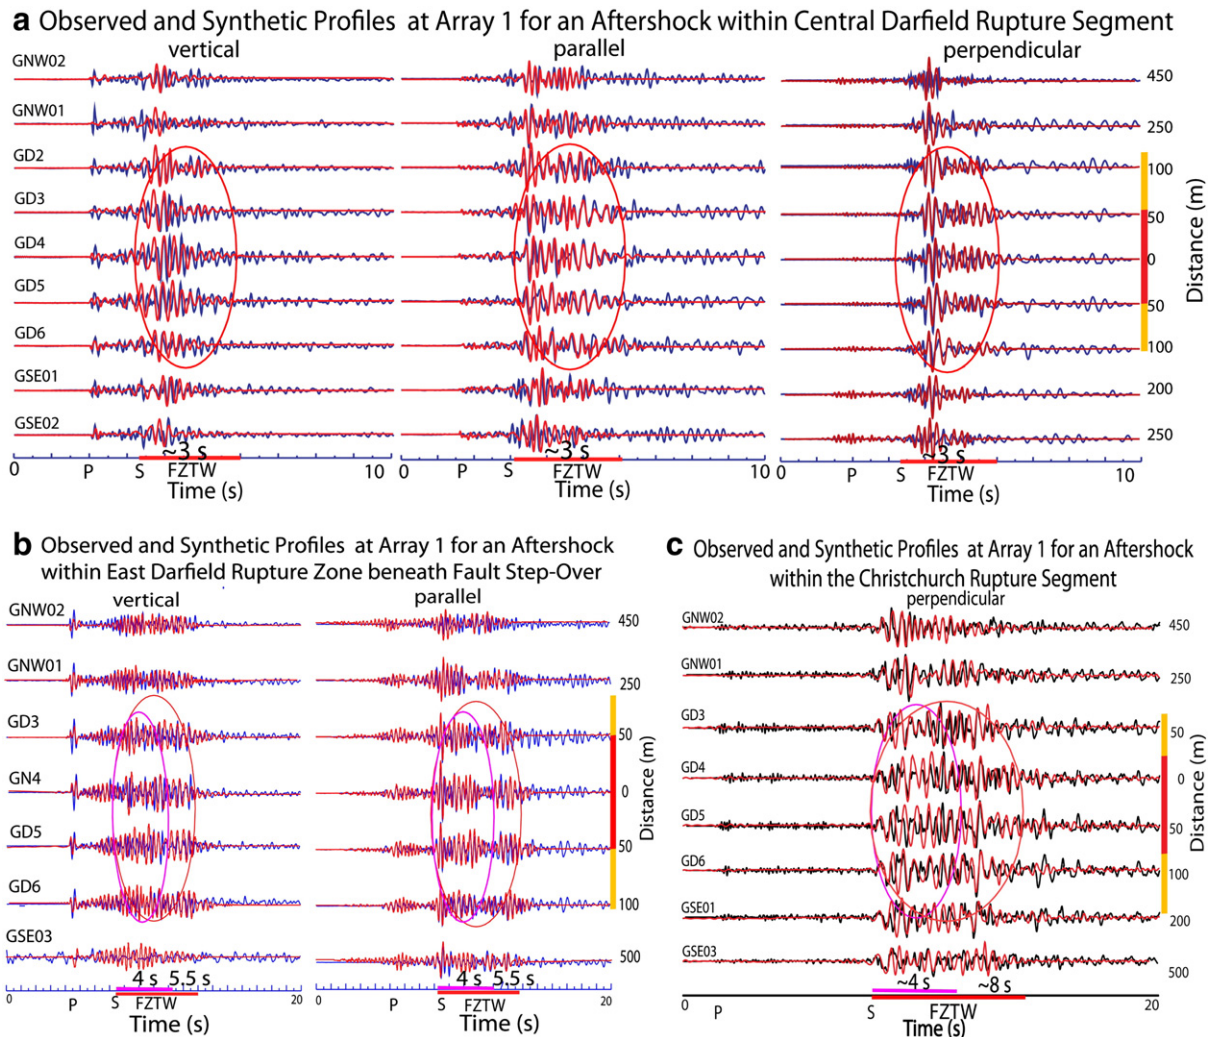 a Observed and Synthetic Profiles at Array 1 for an Aftershock within Central Darfield Rupture Segment
vertical parallel perpendicular
GNW02 450
GNW01 250
GD2 100
GD3 50
GD4 0
GD5 50
GD6 100
GSE01 200
GSE02 250
Distance (m)
~3 s ~3 s ~3 s
0 P S FZTW 10 0 P S FZTW 10 0 P S FZTW 10
Time (s) Time (s) Time (s)
b Observed and Synthetic Profiles at Array 1 for an Aftershock
within East Darfield Rupture Zone beneath Fault Step-Over
vertical parallel
GNW02 450
GNW01 250
GD3 50
GN4 0
GD5 50
GD6 100
GSE03 500
Distance (m)
4 s 5.5 s 4 s 5.5 s
0 P S FZTW 20 0 P S FZTW 20
Time (s) Time (s)
c Observed and Synthetic Profiles at Array 1 for an Aftershock
within the Christchurch Rupture Segment
perpendicular
GNW02 450
GNW01 250
GD3 50
GD4 0
GD5 50
GD6 100
GSE01 200
GSE03 500
Distance (m)
~4 s ~8 s
0 P S FZTW 20
Time (s)